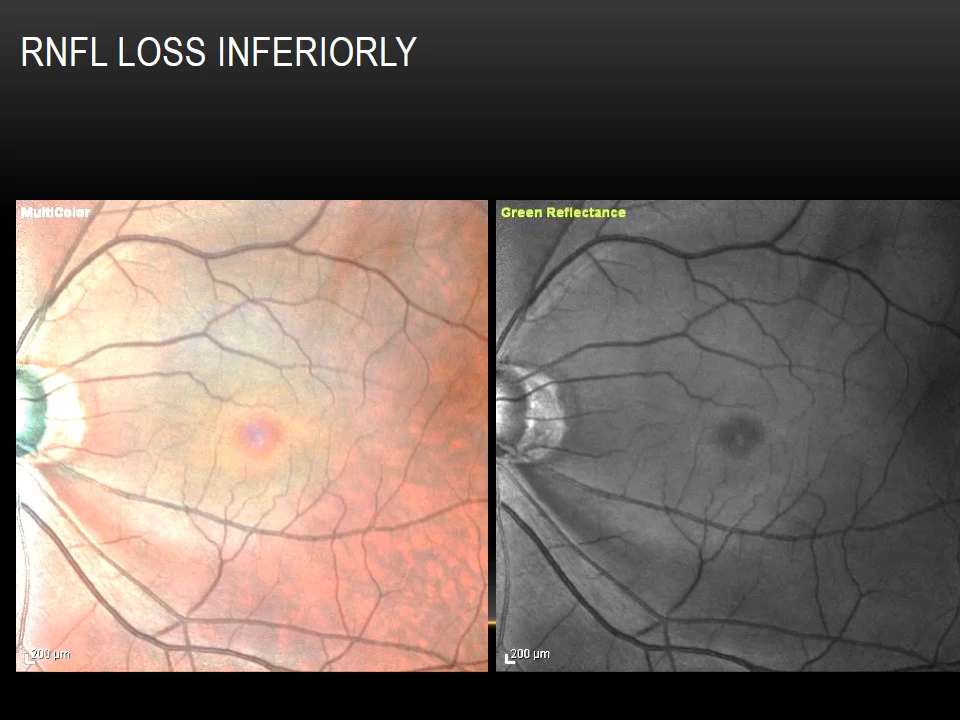 RNFL LOSS INFERIORLY
MultiColor
Green Reflectance
200 µm
200 µm